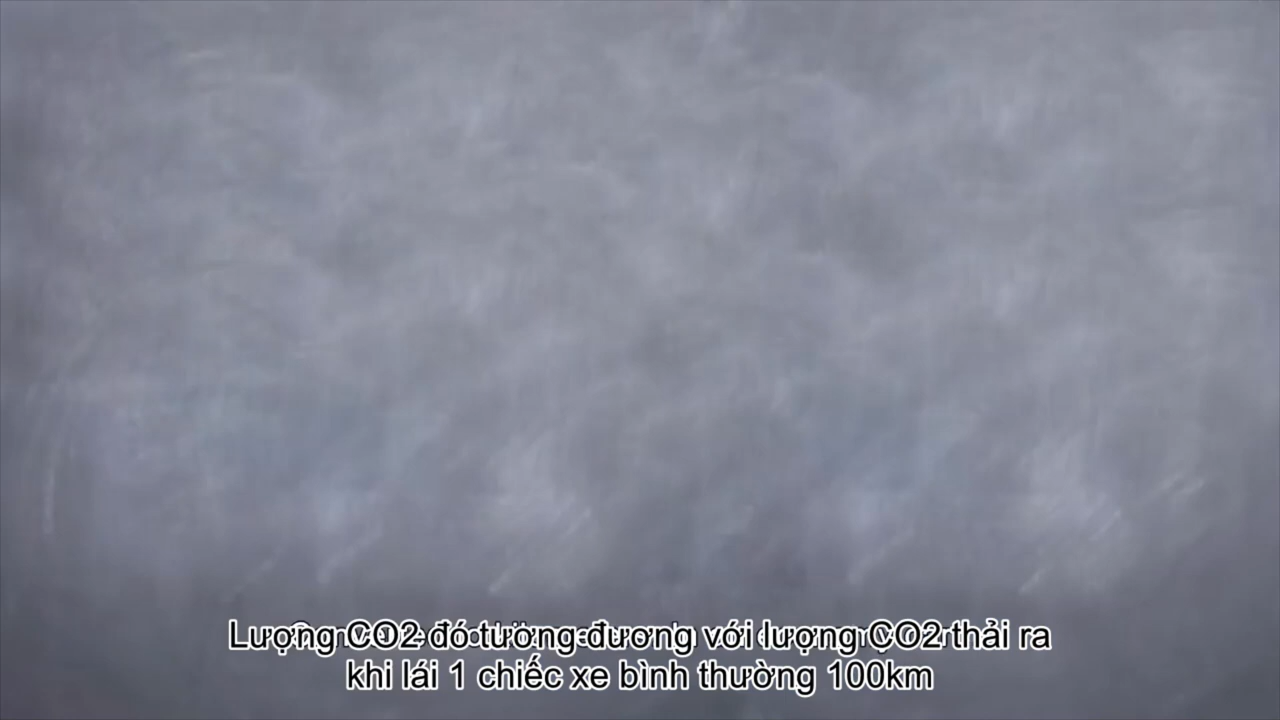 Lượng CO2 đó tương đương với lượng CO2 thải ra
khi lái 1 chiếc xe bình thường 100km